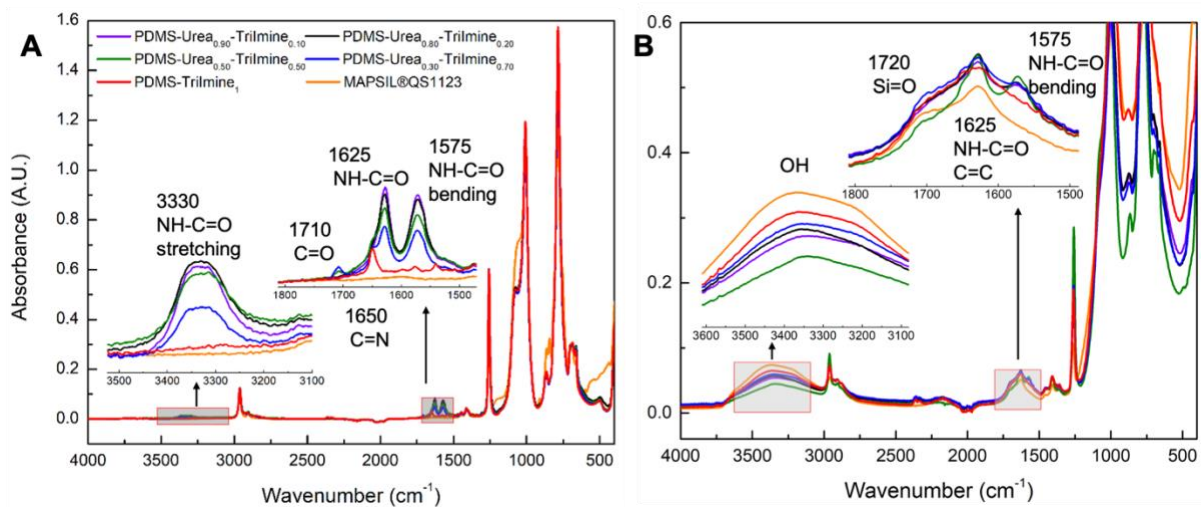 A
PDMS-Urea0.90-TriImine0.10
PDMS-Urea0.80-TriImine0.20
PDMS-Urea0.50-TriImine0.50
PDMS-Urea0.30-TriImine0.70
PDMS-TriImine1
MAPSIL®QS1123
1625
NH-C=O
1575
NH-C=O
bending
3330
NH-C=O
stretching
1710
C=O
1800 1700 1600 1500
1650
C=N
3500 3400 3300 3200 3100
1.6
1.4
1.2
1.0
0.8
0.6
0.4
0.2
0.0
Absorbance (A.U.)
4000 3500 3000 2500 2000 1500 1000 500
Wavenumber (cm-1)
B
1575
NH-C=O
bending
1720
Si=O
1625
NH-C=O
C=C
1800 1700 1600 1500
OH
3600 3500 3400 3300 3200 3100
0.6
0.4
0.2
0.0
4000 3500 3000 2500 2000 1500 1000 500
Wavenumber (cm-1)